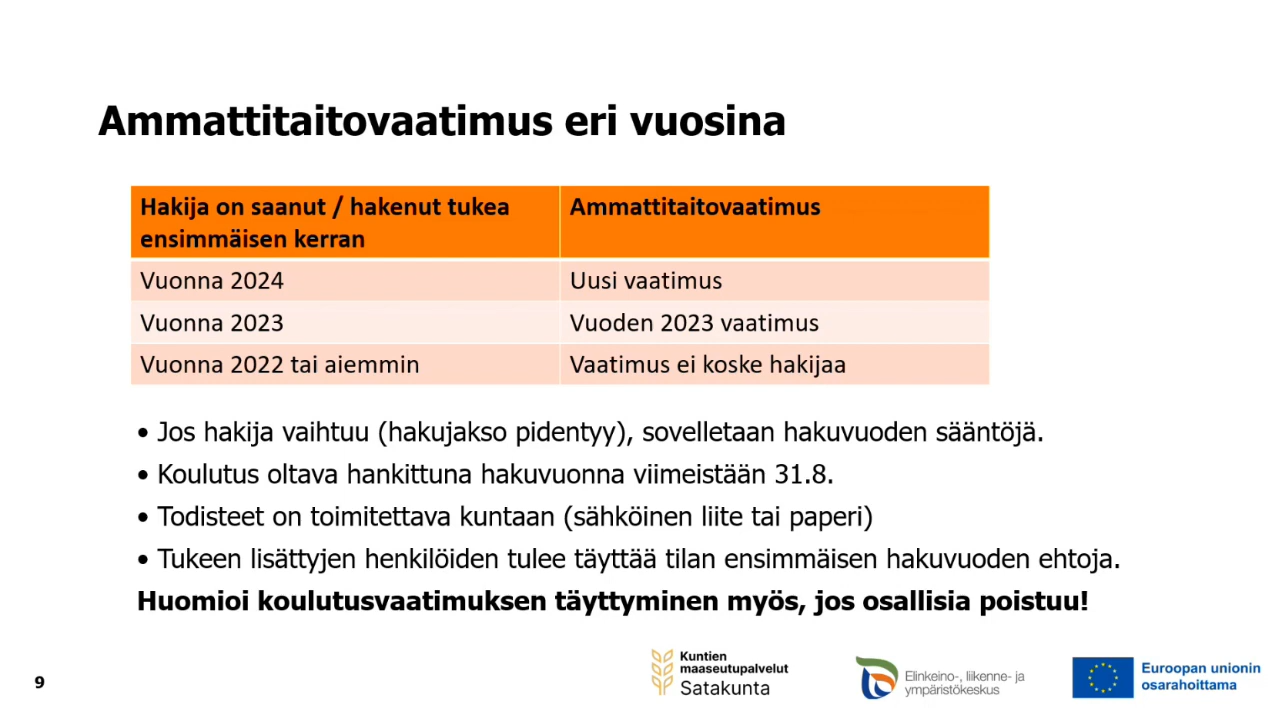 Ammattitaitovaatimus eri vuosina
Hakija on saanut / hakenut tukea
ensimmäisen kerran
Ammattitaitovaatimus
Vuonna 2024
Uusi vaatimus
Vuonna 2023
Vuoden 2023 vaatimus
Vuonna 2022 tai aiemmin
Vaatimus ei koske hakijaa
• Jos hakija vaihtuu (hakujakso pidentyy), sovelletaan hakuvuoden sääntöjä.
• Koulutus oltava hankittuna hakuvuonna viimeistään 31.8.
• Todisteet on toimitettava kuntaan (sähköinen liite tai paperi)
• Tukeen lisättyjen henkilöiden tulee täyttää tilan ensimmäisen hakuvuoden ehtoja.
Huomioi koulutusvaatimuksen täyttyminen myös, jos osallisia poistuu!
9
Kuntien
maaseutupalvelut
Satakunta
Elinkeino-, liikenne- ja
ympäristökeskus
Euroopan unionin
osarahoittama